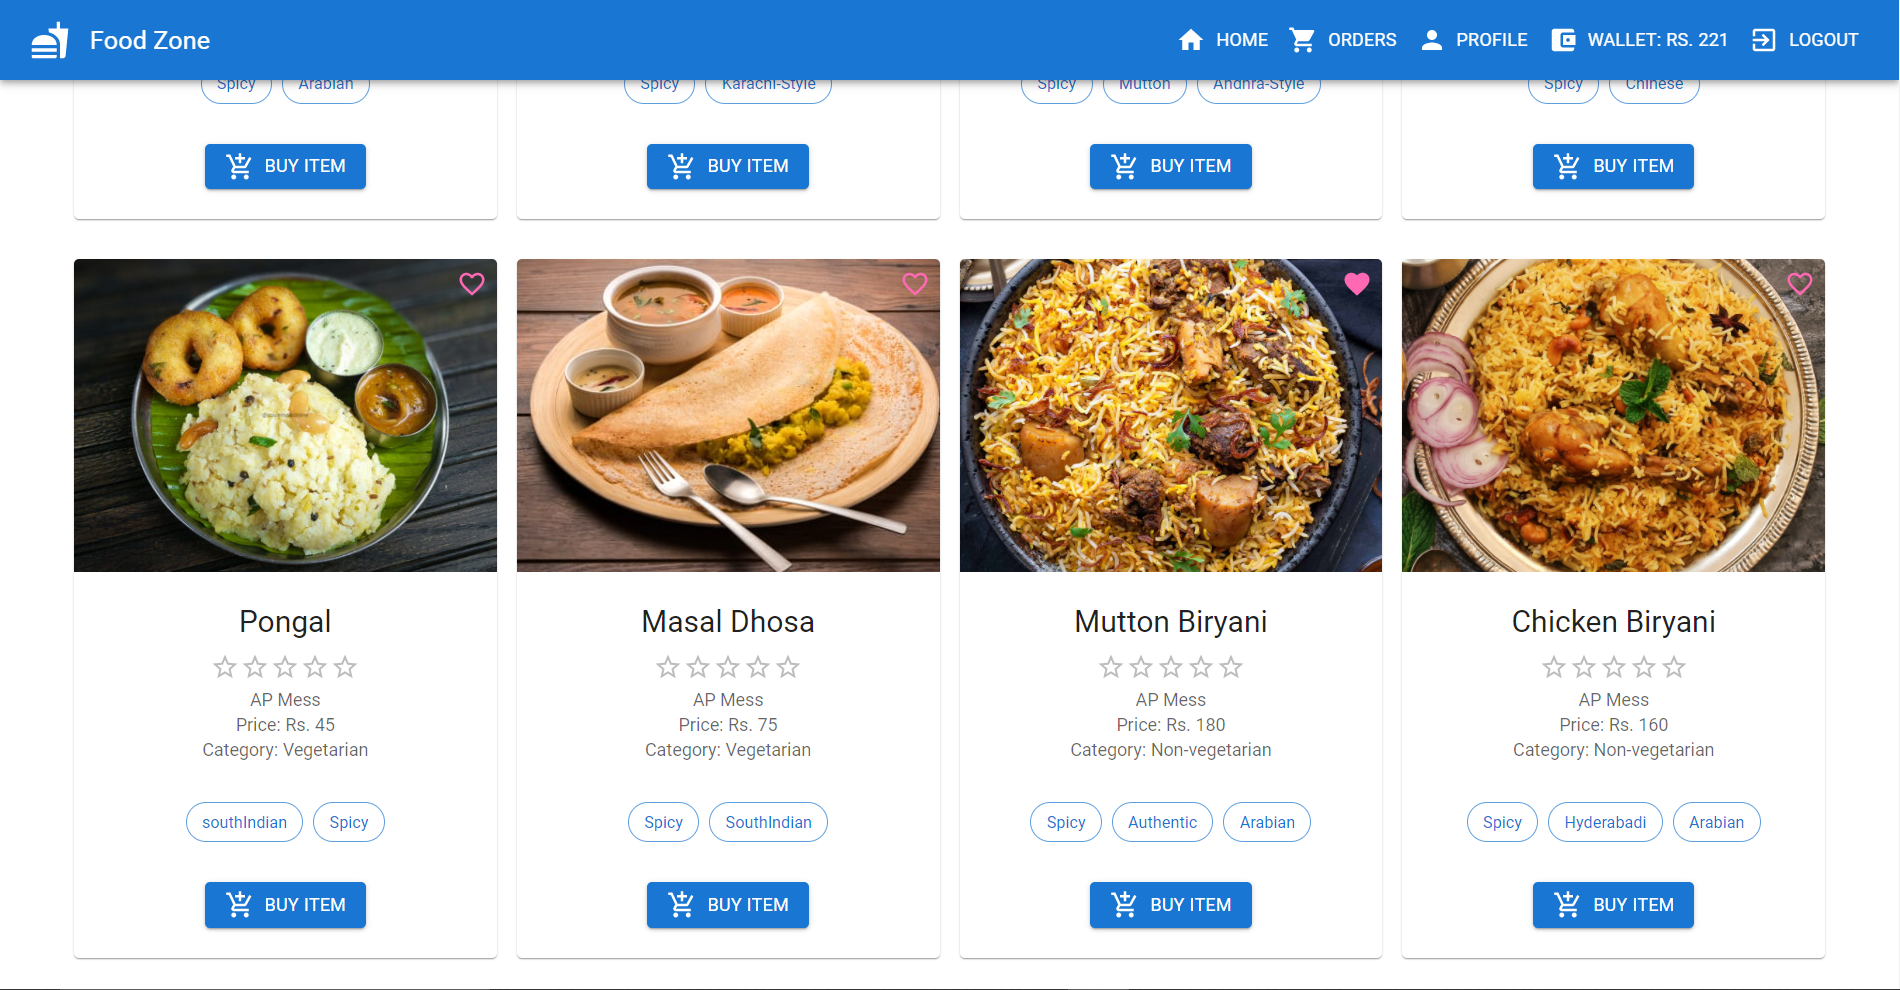 Food Zone
HOME ORDERS PROFILE WALLET: RS. 221 LOGOUT
Spicy Arabian Spicy Karachi-Style Spicy Mutton Andhra-Style Spicy Chinese
BUY ITEM BUY ITEM BUY ITEM BUY ITEM
Pongal
AP Mess
Price: Rs. 45
Category: Vegetarian
southIndian Spicy
BUY ITEM
Masal Dhosa
AP Mess
Price: Rs. 75
Category: Vegetarian
Spicy SouthIndian
BUY ITEM
Mutton Biryani
AP Mess
Price: Rs. 180
Category: Non-vegetarian
Spicy Authentic Arabian
BUY ITEM
Chicken Biryani
AP Mess
Price: Rs. 160
Category: Non-vegetarian
Spicy Hyderabadi Arabian
BUY ITEM